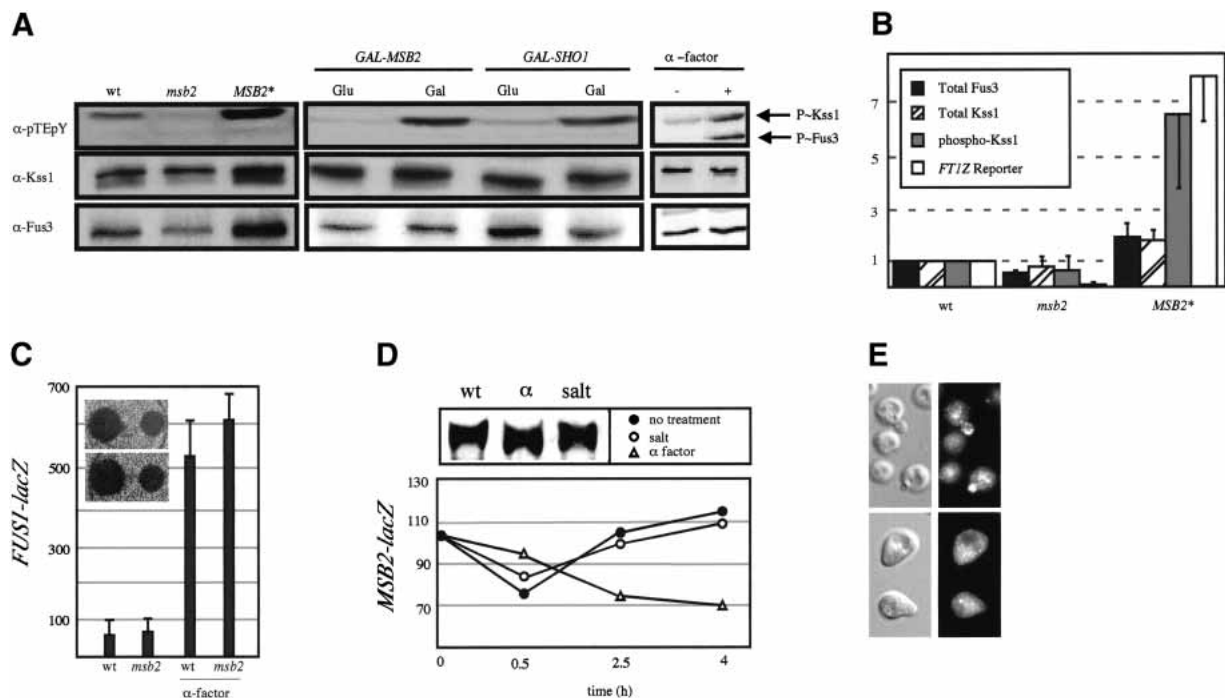 A
GAL-MSB2
GAL-SHO1
α –factor
wt
msb2
MSB2*
Glu
Gal
Glu
Gal
-
+
α-pTEpY
P~Kss1
P~Fus3
α-Kss1
α-Fus3
B
Total Fus3
Total Kss1
phospho-Kss1
FT1Z Reporter
7
5
3
1
wt
msb2
MSB2*
C
FUS1-lacZ
700
500
300
100
wt
msb2
wt
msb2
α-factor
D
wt
α
salt
no treatment
salt
α factor
MSB2-lacZ
130
110
90
70
0
0.5
2.5
4
time (h)
E